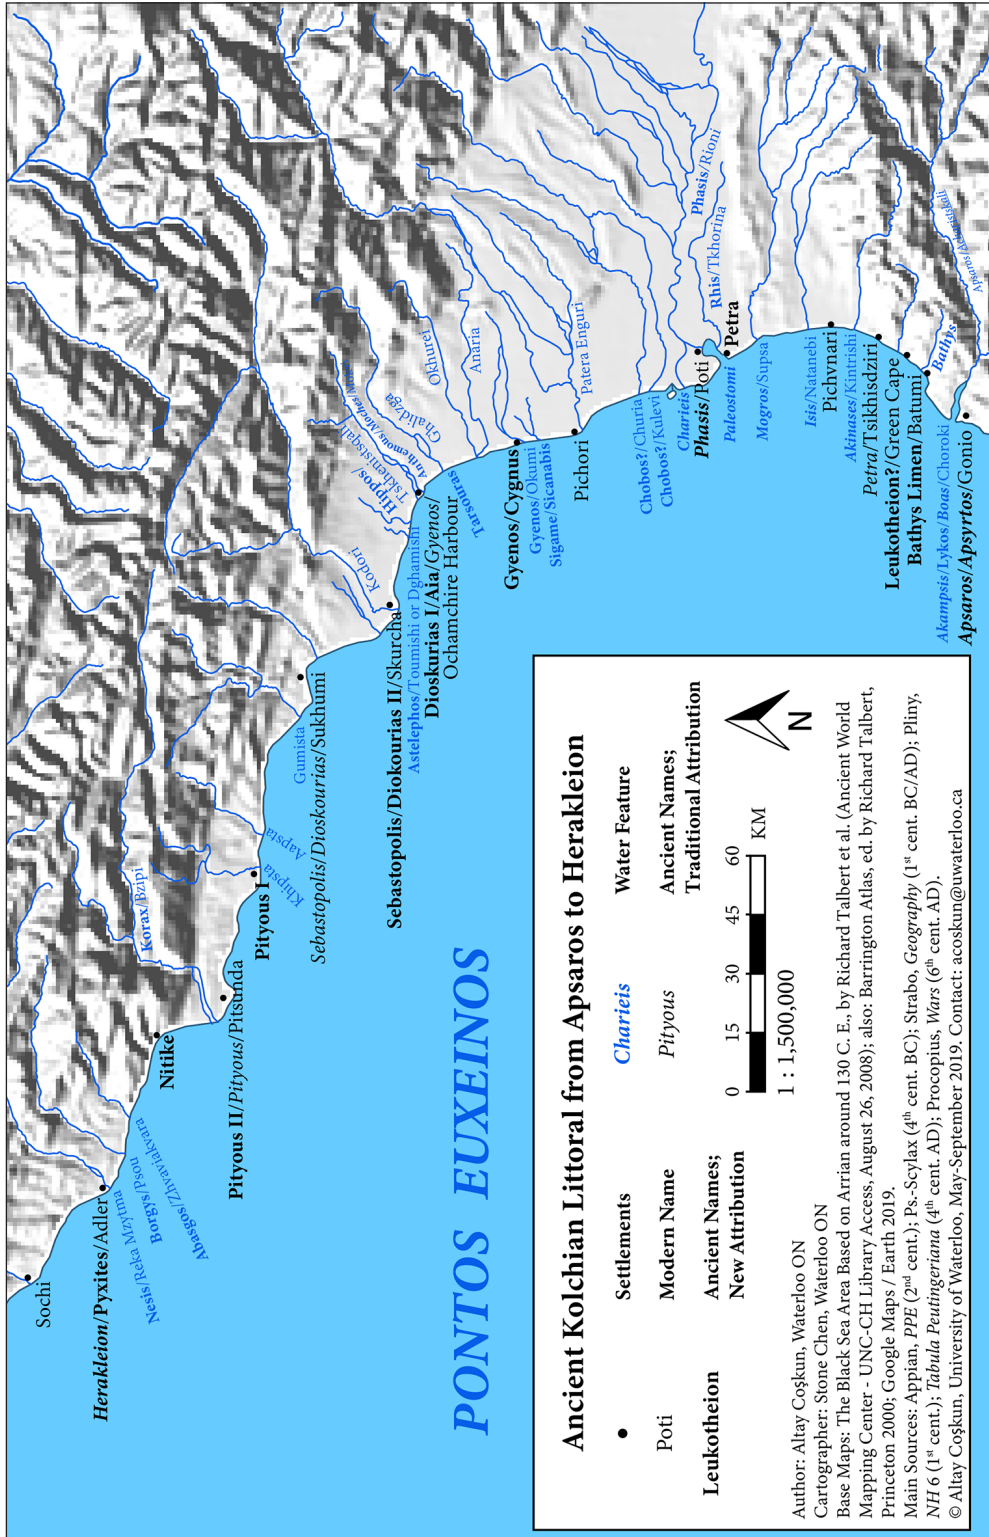 Sochi
Herakleion/Pyxites/Adler
Nesis/Reka Mzytma
Borgys/Psou
Abasgos/Zhvaviakvara
Nitike
Pityous II/Pityous/Pitsunda
Korax/Bzipi
Pityous I
Khipsta
Aapsta
Gumista
Sebastopolis/Dioskourias/Sukhumi
Kodori
Sebastopolis/Diokourias II/Skurcha
Astelephos/Toumishi or Dghamishi
Dioskurias I/Aia/Gyenos/
Ochamchire Harbour
Hippos/
Tskhenistsqali
Anthemous/Moches/
Ghalidzga
Tarsouras
Okhurei
Anaria
Gyenos/Cygnus
Gyenos/Okumi
Sigame/Sicanabis
Pichori
Patera Enguri
Chobos?/Churia
Chobos?/Kulevi
Charieis
Phasis/Poti
Phasis/Rioni
Rhis/Tkhorina
Petra
Paleostomi
Mogros/Supsa
Isis/Natanebi
Pichvnari
Akinases/Kintrishi
Petra/Tsikhisdziri
Leukotheion?/Green Cape
Bathys Limen/Batumi
Bathys
Akampsis/Lykos/Boas/Chorokі
Apsaros/Apsyrtos/Gonio
PONTOS EUXEINOS
Ancient Kolchian Littoral from Apsaros to Herakleion
Settlements
Charieis
Water Feature
Poti
Modern Name
Pityous
Ancient Names;
Traditional Attribution
Leukotheion
Ancient Names;
New Attribution
0 15 30 45 60 KM
1 : 1,500,000
N
Author: Altay Coşkun, Waterloo ON
Cartographer: Stone Chen, Waterloo ON
Base Maps: The Black Sea Area Based on Arrian around 130 C. E., by Richard Talbert et al. (Ancient World
Mapping Center - UNC-CH Library Access, August 26, 2008); also: Barrington Atlas, ed. by Richard Talbert,
Princeton 2000; Google Maps / Earth 2019.
Main Sources: Appian, PPE (2nd cent.); Ps.-Scylax (4th cent. BC); Strabo, Geography (1st cent. BC/AD); Pliny,
NH 6 (1st cent.); Tabula Peutingeriana (4th cent. AD); Procopius, Wars (6th cent. AD).
© Altay Coşkun, University of Waterloo, May-September 2019. Contact: acoskun@uwaterloo.ca